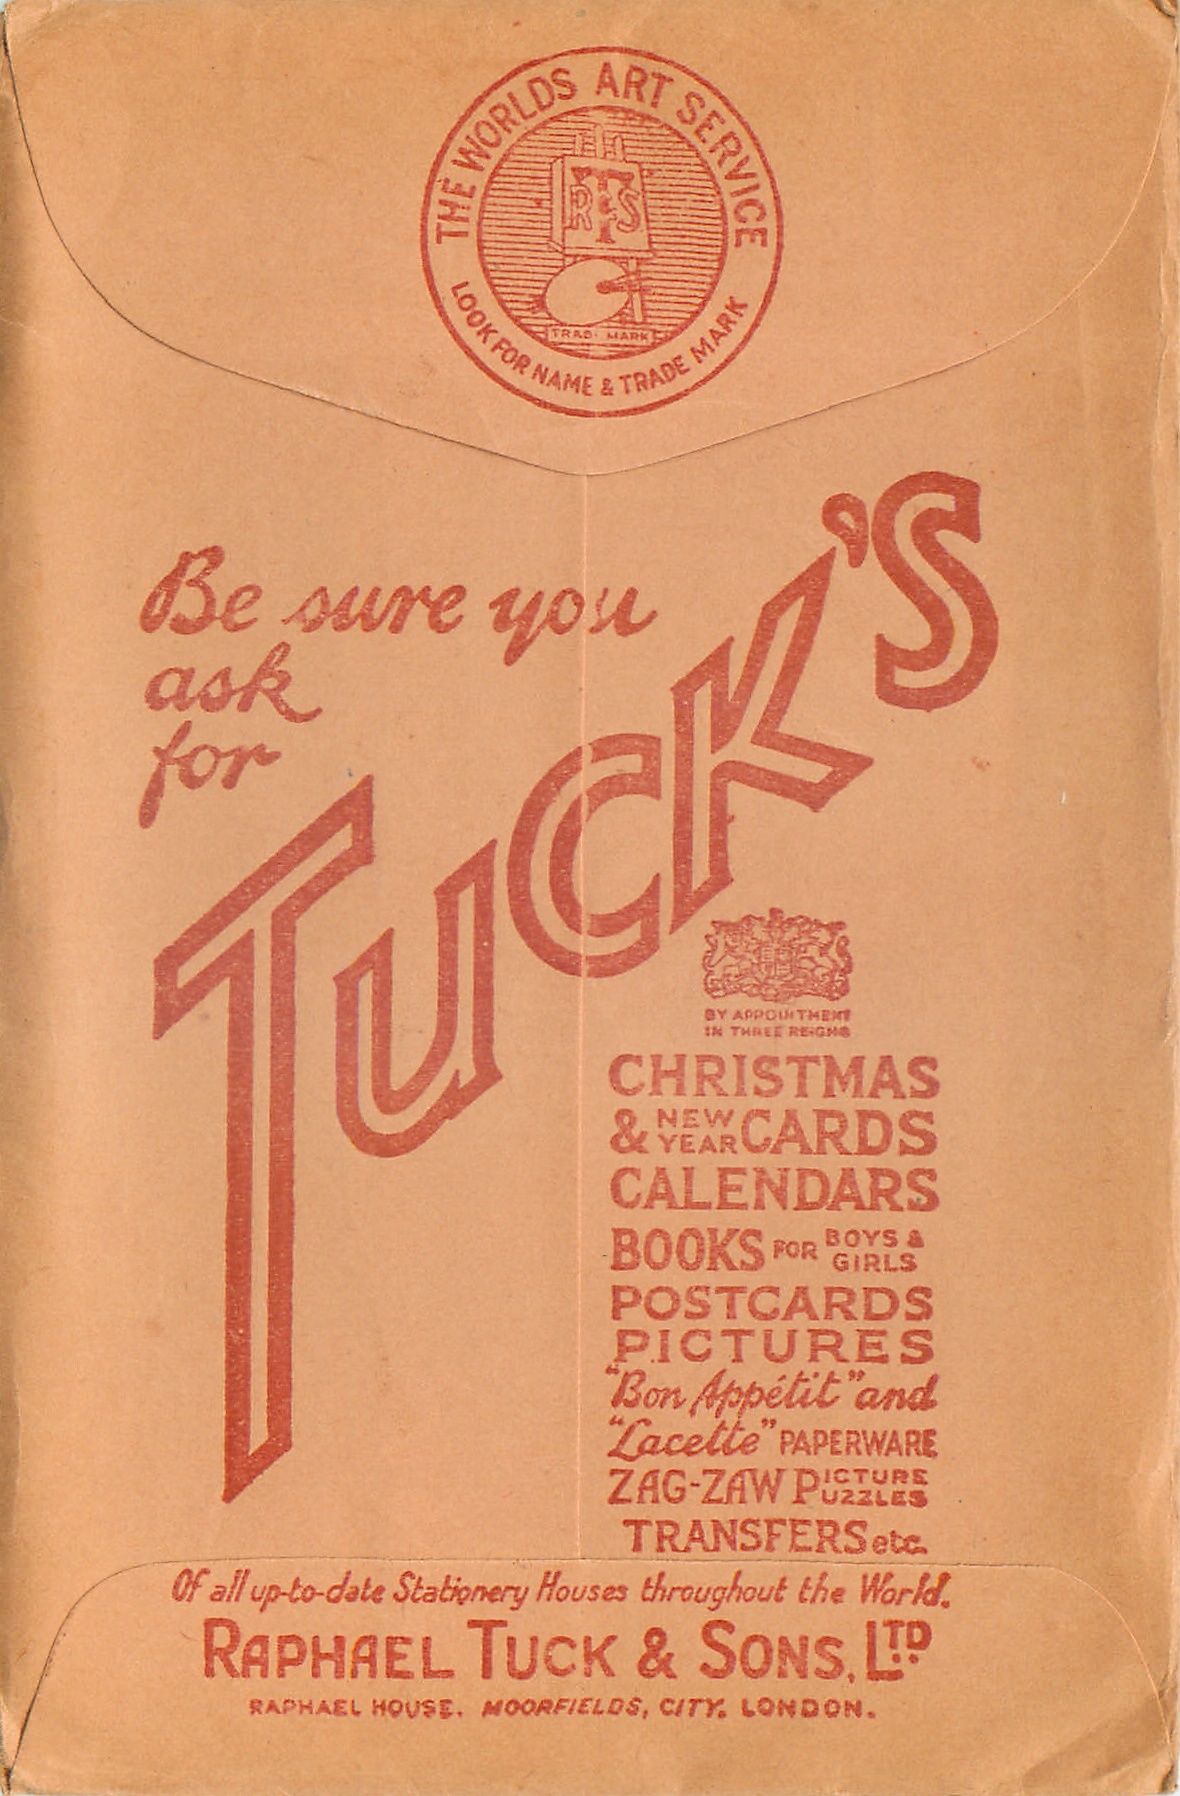 THE WORLDS ART SERVICE
RTS
&
TRADE MARK
LOOK FOR NAME & TRADE MARK
Be sure you
ask
for
TUCK'S
BY APPOINTMENT
IN THREE REIGNS
CHRISTMAS
& NEW YEAR CARDS
CALENDARS
BOOKS FOR BOYS & GIRLS
POSTCARDS
PICTURES
"Bon Appétit" and
"Lacette" PAPERWARE
ZAG-ZAW PICTURE PUZZLES
TRANSFERS etc.
Of all up-to-date Stationery Houses throughout the World.
RAPHAEL TUCK & SONS, LTD
RAPHAEL HOUSE. MOORFIELDS, CITY. LONDON.